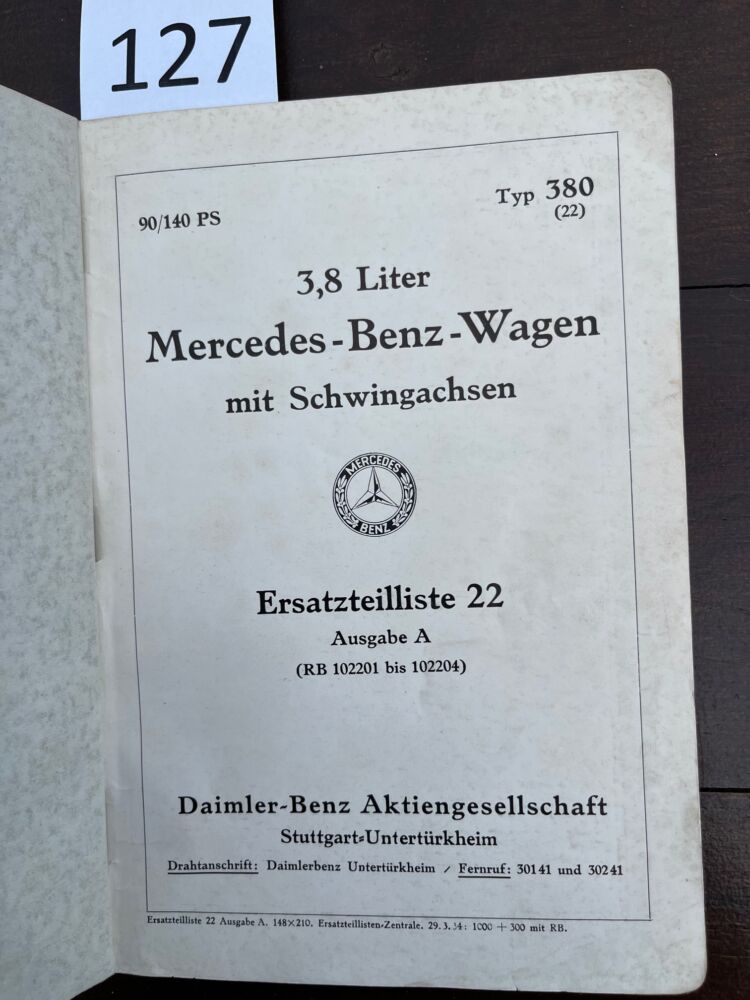 127
90/140 PS
Typ 380
(22)
3,8 Liter
Mercedes-Benz-Wagen
mit Schwingachsen
MERCEDES
BENZ
Ersatzteilliste 22
Ausgabe A
(RB 102201 bis 102204)
Daimler-Benz Aktiengesellschaft
Stuttgart-Untertürkheim
Drahtanschrift: Daimlerbenz Untertürkheim / Fernruf: 30141 und 30241
Ersatzteilliste 22 Ausgabe A. 148×210. Ersatzteillisten-Zentrale. 29. 3. 34: 1000 + 300 mit RB.